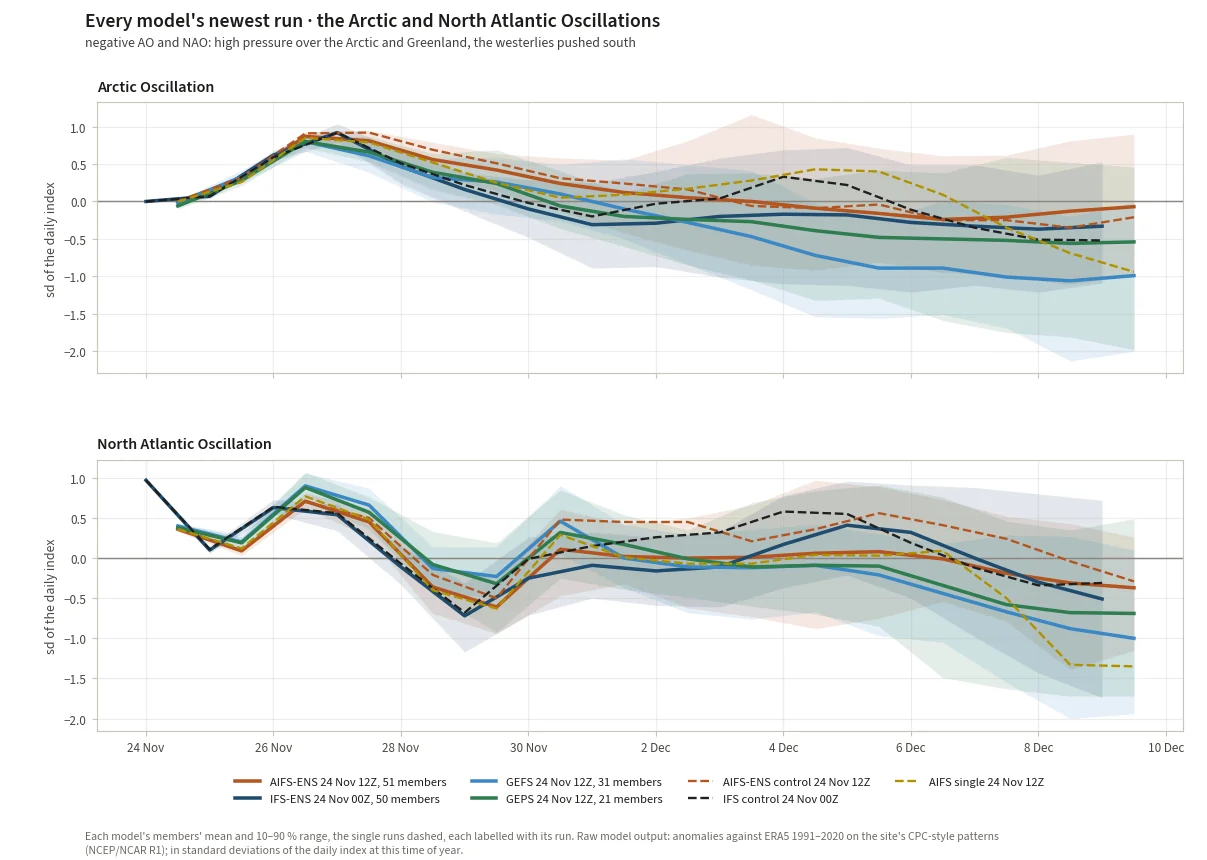 Every model's newest run · the Arctic and North Atlantic Oscillations
negative AO and NAO: high pressure over the Arctic and Greenland, the westerlies pushed south
Arctic Oscillation
1.0
0.5
0.0
−0.5
−1.0
−1.5
−2.0
sd of the daily index
North Atlantic Oscillation
1.0
0.5
0.0
−0.5
−1.0
−1.5
−2.0
sd of the daily index
24 Nov 26 Nov 28 Nov 30 Nov 2 Dec 4 Dec 6 Dec 8 Dec 10 Dec
AIFS-ENS 24 Nov 12Z, 51 members GEFS 24 Nov 12Z, 31 members AIFS-ENS control 24 Nov 12Z AIFS single 24 Nov 12Z
IFS-ENS 24 Nov 00Z, 50 members GEPS 24 Nov 12Z, 21 members IFS control 24 Nov 00Z
Each model's members' mean and 10–90 % range, the single runs dashed, each labelled with its run. Raw model output: anomalies against ERA5 1991–2020 on the site's CPC-style patterns
(NCEP/NCAR R1); in standard deviations of the daily index at this time of year.